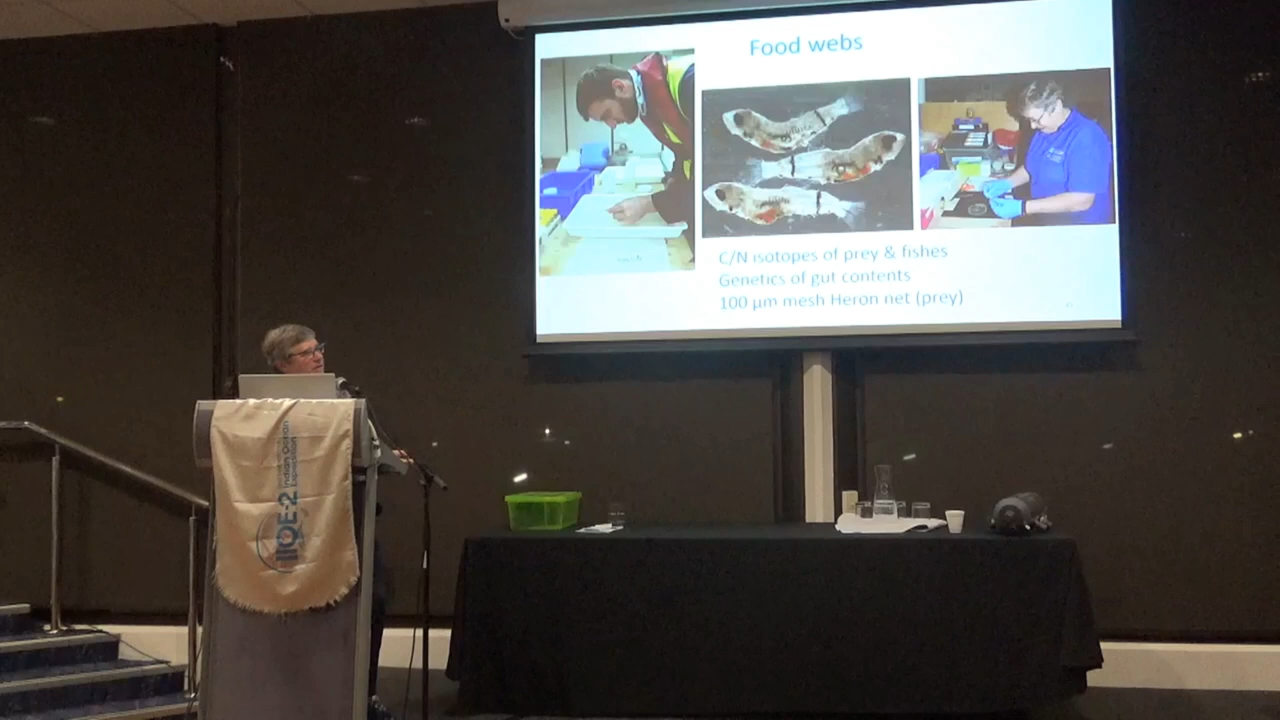 Food webs
C/N isotopes of prey & fishes
Genetics of gut contents
100 µm mesh Heron net (prey)
IIOE-2
Indian Ocean
Expedition